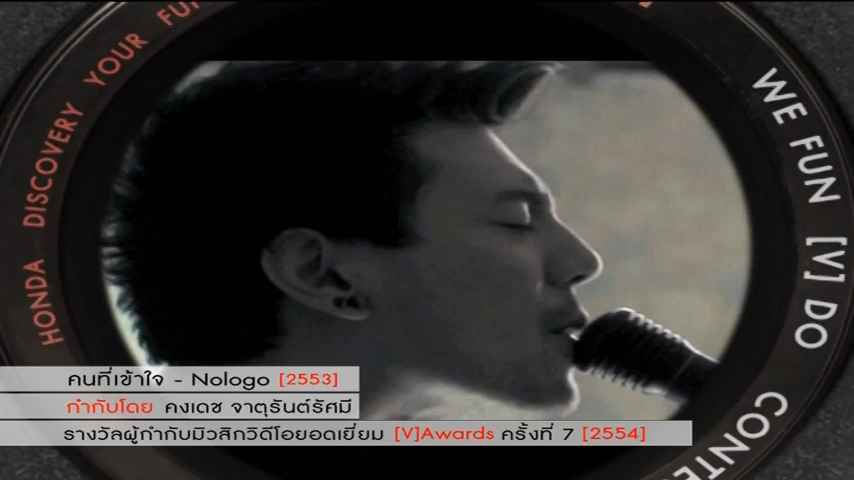 HONDA DISCOVERY YOUR FUN
WE FUN [V] DO CONTES
คนที่เข้าใจ - Nologo [2553]
กำกับโดย คงเดช จาตุรันต์รัศมี
รางวัลผู้กำกับมิวสิกวิดีโอยอดเยี่ยม [V]Awards ครั้งที่ 7 [2554]